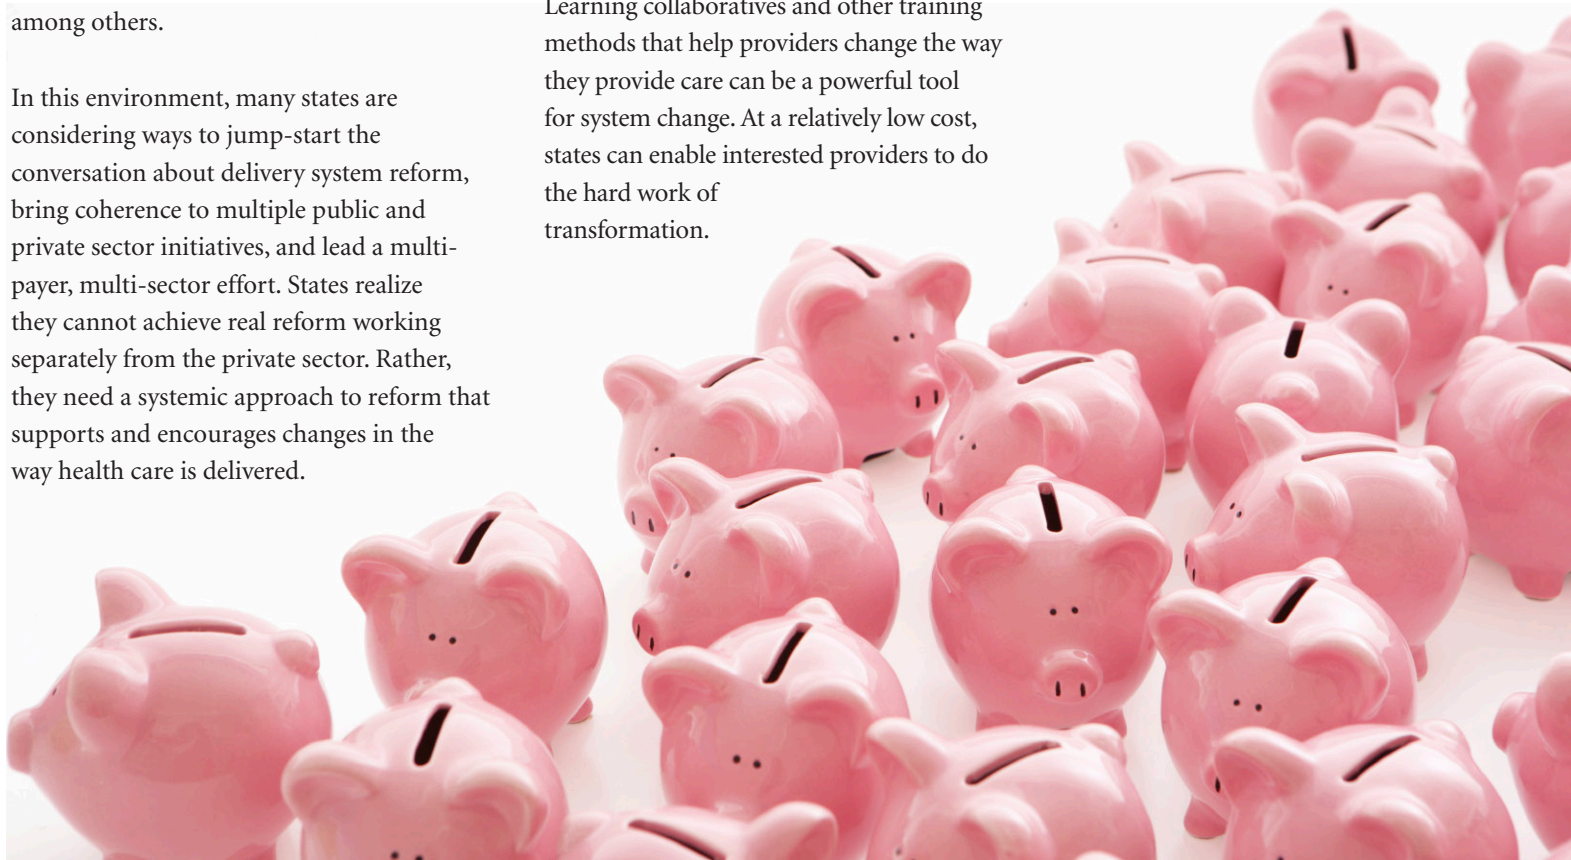 among others.
In this environment, many states are
considering ways to jump-start the
conversation about delivery system reform,
bring coherence to multiple public and
private sector initiatives, and lead a multi-
payer, multi-sector effort. States realize
they cannot achieve real reform working
separately from the private sector. Rather,
they need a systemic approach to reform that
supports and encourages changes in the
way health care is delivered.
Learning collaboratives and other training
methods that help providers change the way
they provide care can be a powerful tool
for system change. At a relatively low cost,
states can enable interested providers to do
the hard work of
transformation.